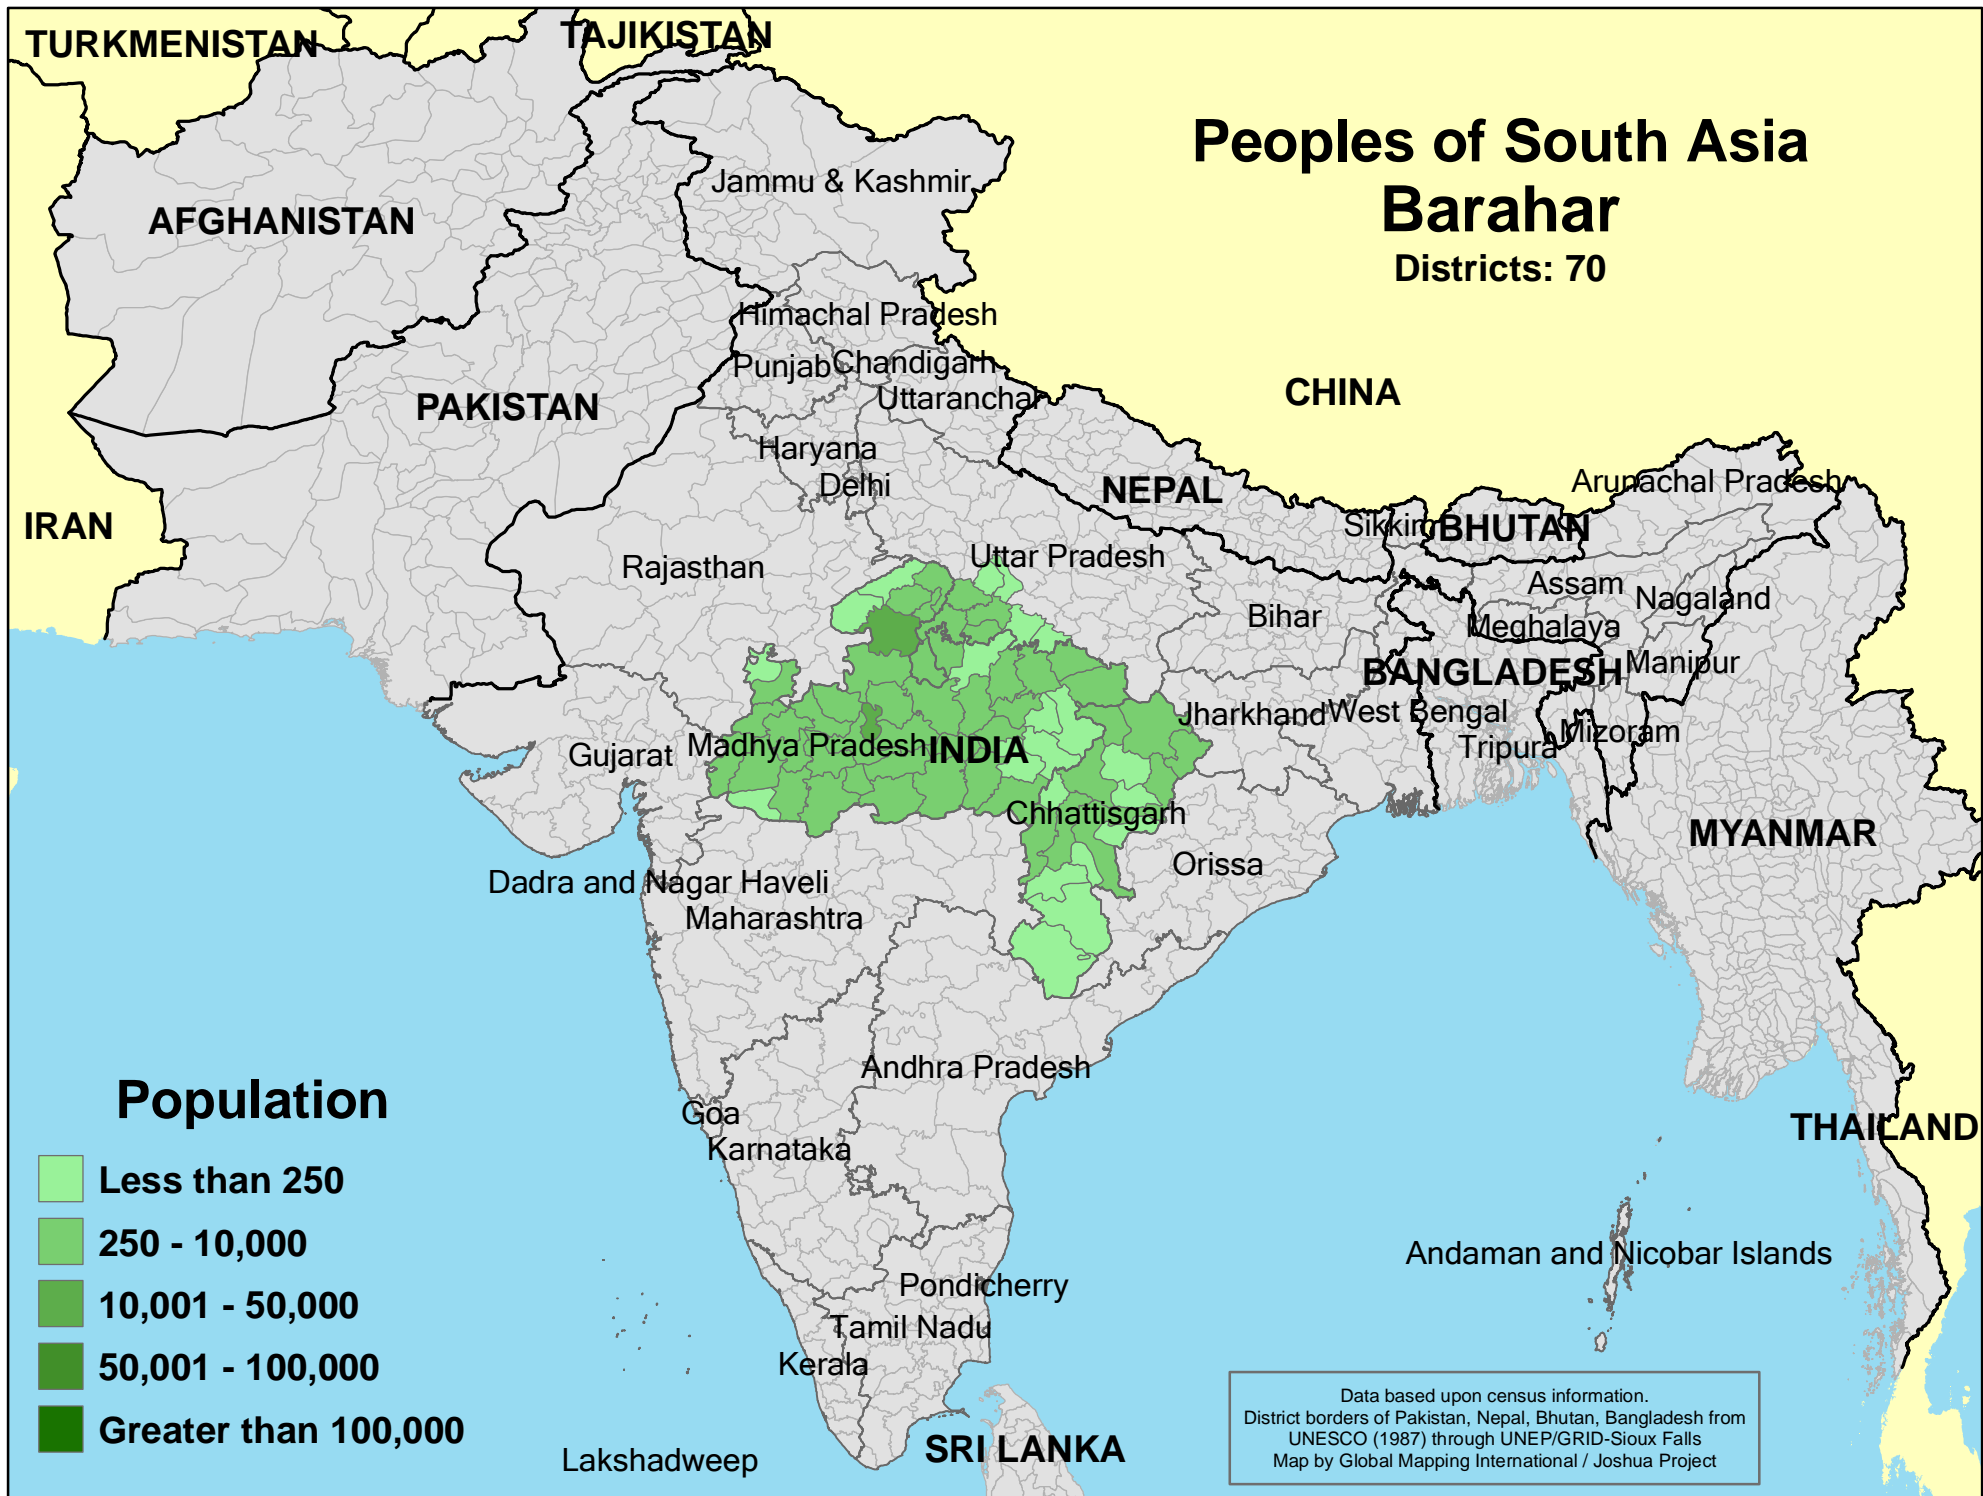 TURKMENISTAN
TAJIKISTAN
Peoples of South Asia
Barahar
Districts: 70
Jammu & Kashmir
AFGHANISTAN
Himachal Pradesh
Punjab
Chandigarh
CHINA
PAKISTAN
Uttaranchal
Haryana
Delhi
NEPAL
Arunachal Pradesh
IRAN
Sikkim
BHUTAN
Rajasthan
Uttar Pradesh
Assam
Nagaland
Bihar
Meghalaya
BANGLADESH
Manipur
Jharkhand
West Bengal
Gujarat
Madhya Pradesh
INDIA
Tripura
Mizoram
Chhattisgarh
MYANMAR
Orissa
Dadra and Nagar Haveli
Maharashtra
Andhra Pradesh
Population
Goa
Karnataka
THAILAND
Less than 250
250 - 10,000
Andaman and Nicobar Islands
Pondicherry
10,001 - 50,000
Tamil Nadu
Kerala
50,001 - 100,000
Greater than 100,000
Lakshadweep
SRI LANKA
Data based upon census information.
District borders of Pakistan, Nepal, Bhutan, Bangladesh from
UNESCO (1987) through UNEP/GRID-Sioux Falls
Map by Global Mapping International / Joshua Project